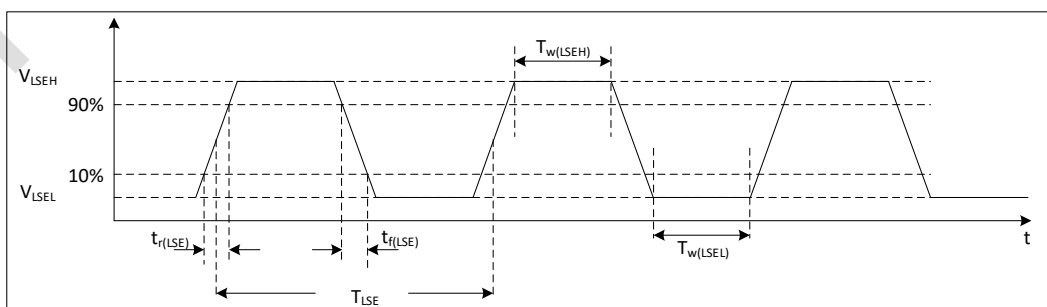 V_LSEH
T_w(LSEH)
90%
10%
V_LSEL
t_r(LSE)
t_f(LSE)
T_w(LSEL)
t
T_LSE